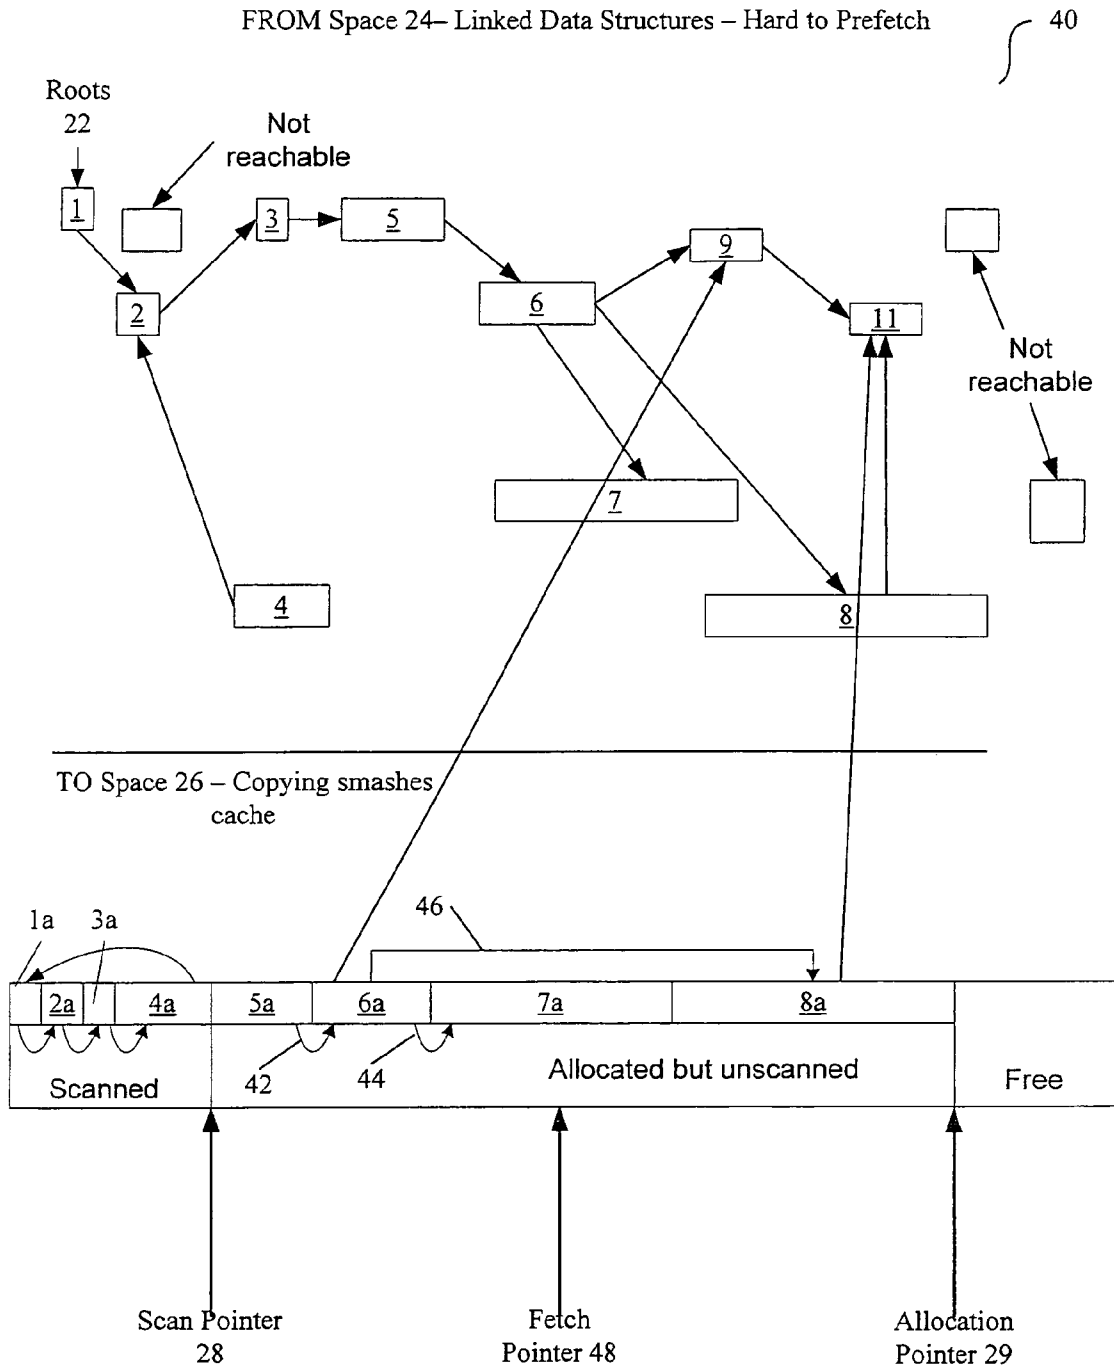 FROM Space 24– Linked Data Structures – Hard to Prefetch
40
Roots
22
Not
reachable
1
3
5
9
2
6
11
Not
reachable
7
4
8
TO Space 26 – Copying smashes
cache
46
1a
3a
2a
4a
5a
6a
7a
8a
42
44
Scanned
Allocated but unscanned
Free
Scan Pointer
28
Fetch
Pointer 48
Allocation
Pointer 29